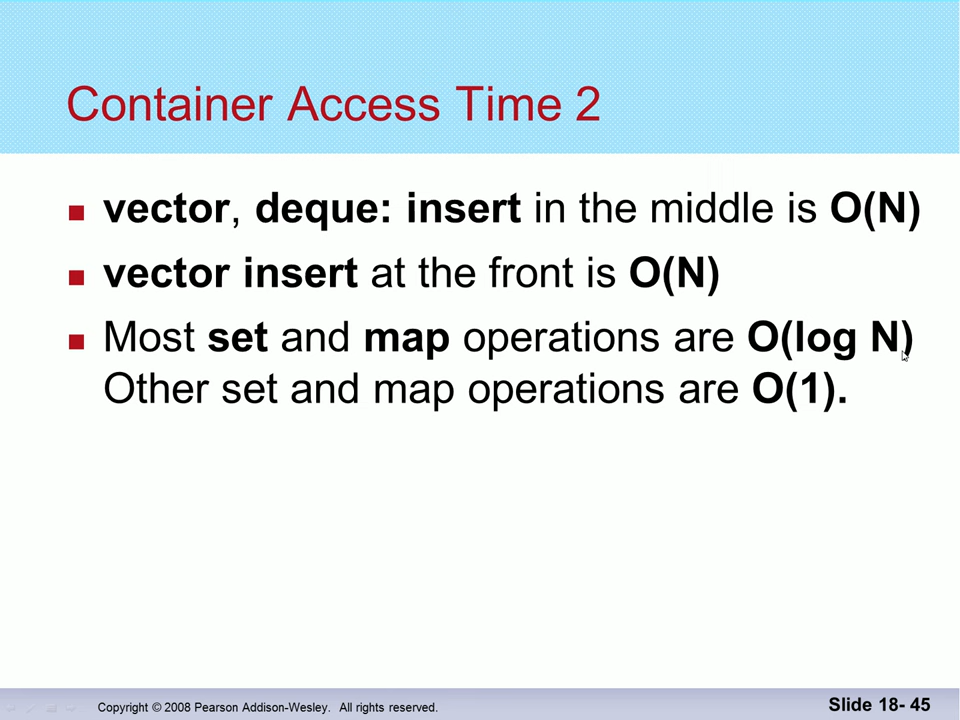 Container Access Time 2
vector, deque: insert in the middle is O(N)
vector insert at the front is O(N)
Most set and map operations are O(log N)
Other set and map operations are O(1).
Copyright © 2008 Pearson Addison-Wesley. All rights reserved.
Slide 18- 45